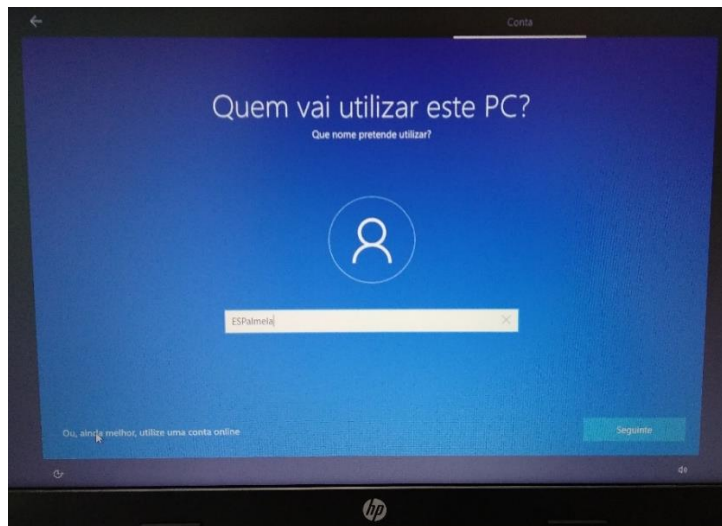 Conta
Quem vai utilizar este PC?
Que nome pretende utilizar?
ESPalmela
Ou, ainda melhor, utilize uma conta online
Seguinte
hp